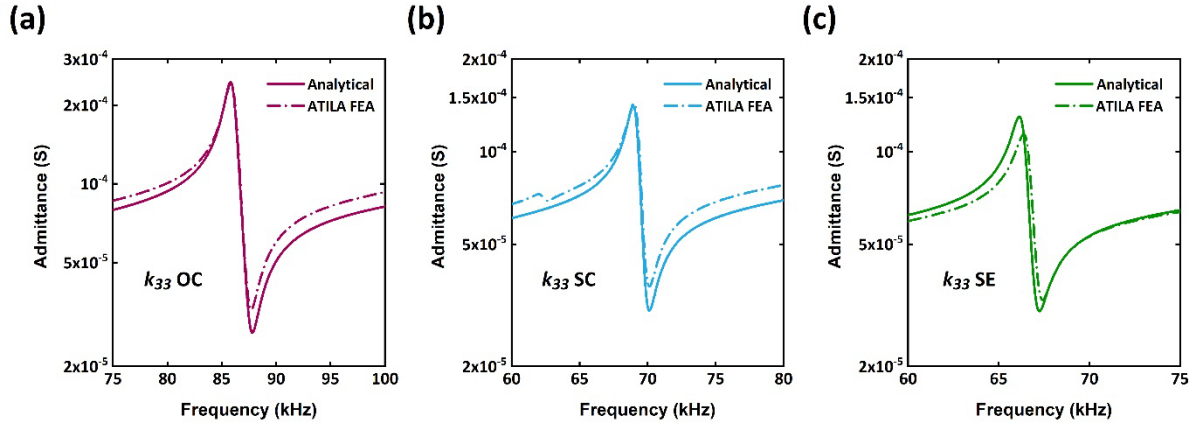 (a)
3x10⁻⁴
2x10⁻⁴
10⁻⁴
5x10⁻⁵
2x10⁻⁵
Admittance (S)
Analytical
ATILA FEA
k₃₃ OC
75 80 85 90 95 100
Frequency (kHz)
(b)
2x10⁻⁴
1.5x10⁻⁴
10⁻⁴
5x10⁻⁵
2x10⁻⁵
Admittance (S)
Analytical
ATILA FEA
k₃₃ SC
60 65 70 75 80
Frequency (kHz)
(c)
2x10⁻⁴
1.5x10⁻⁴
10⁻⁴
5x10⁻⁵
2x10⁻⁵
Admittance (S)
Analytical
ATILA FEA
k₃₃ SE
60 65 70 75
Frequency (kHz)